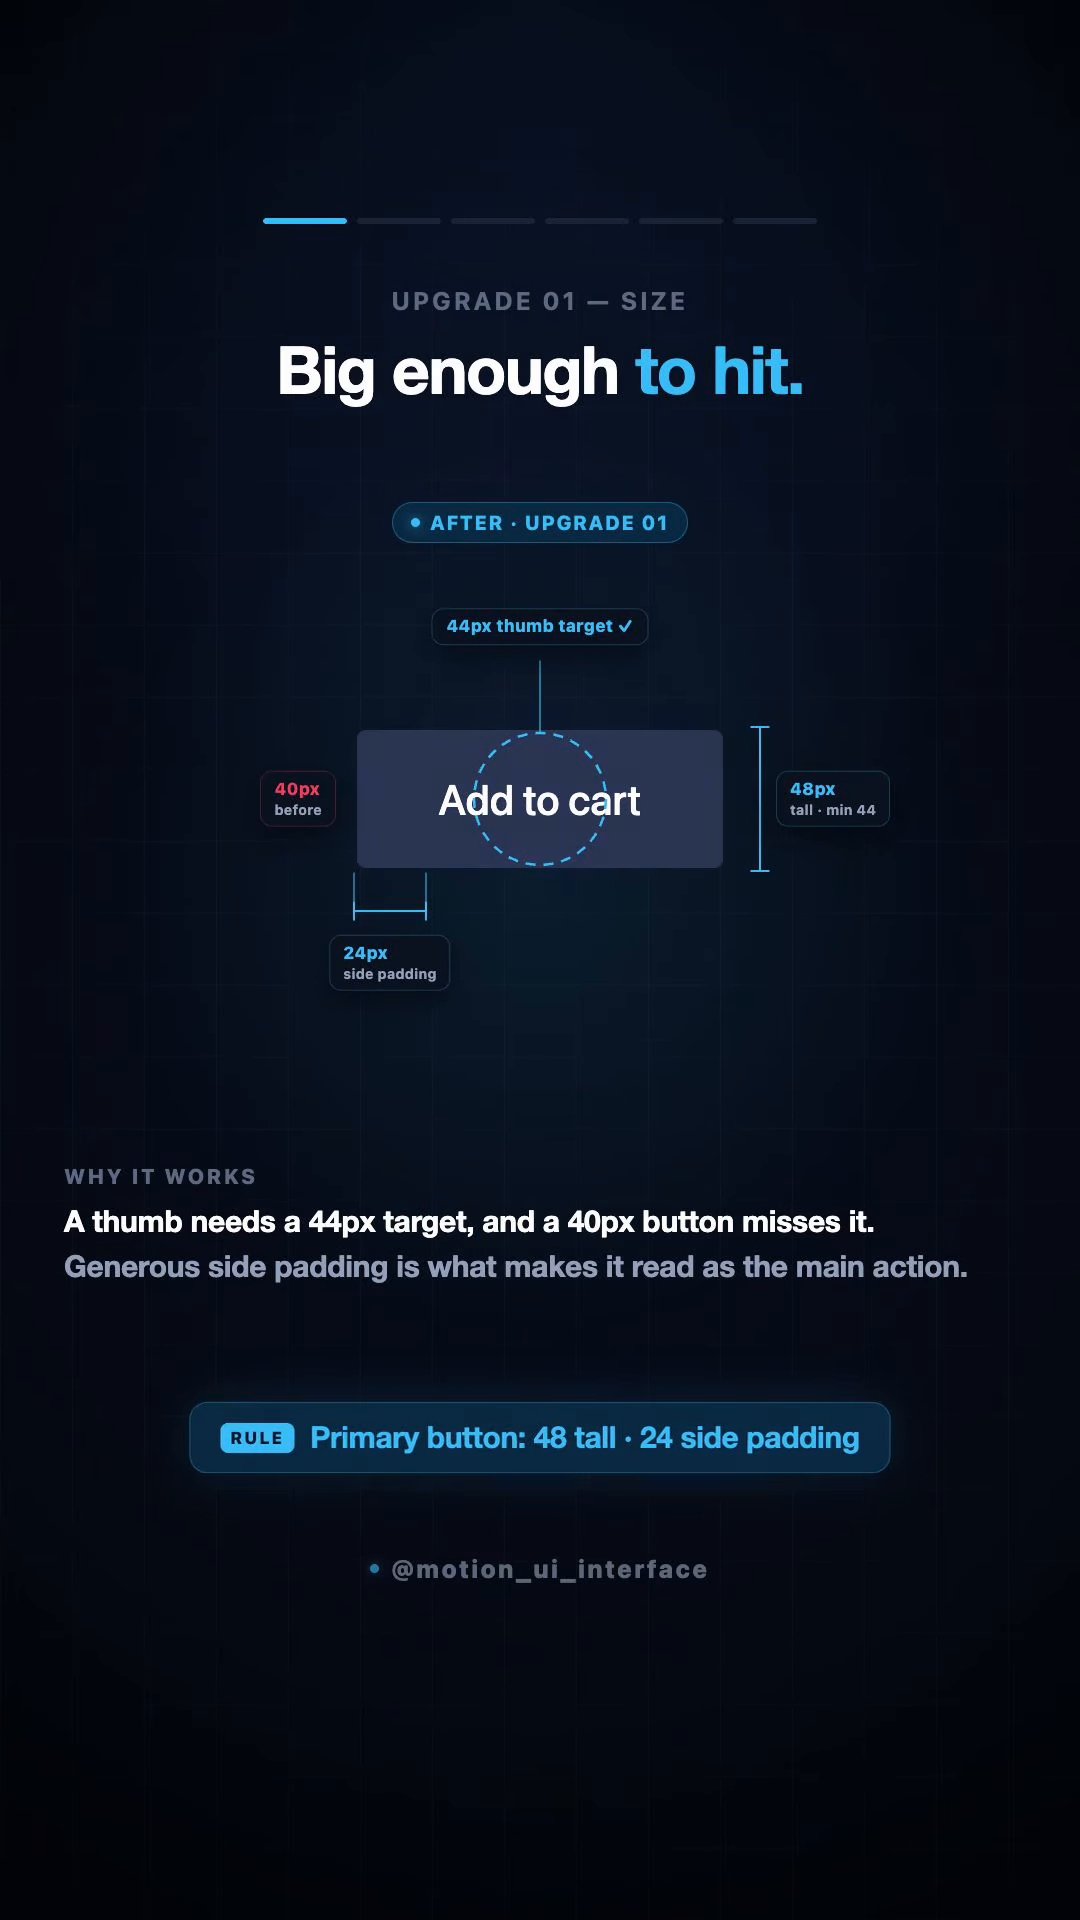 UPGRADE 01 — SIZE
Big enough to hit.
AFTER · UPGRADE 01
44px thumb target ✓
40px
before
Add to cart
48px
tall · min 44
24px
side padding
WHY IT WORKS
A thumb needs a 44px target, and a 40px button misses it.
Generous side padding is what makes it read as the main action.
RULE Primary button: 48 tall · 24 side padding
@motion_ui_interface